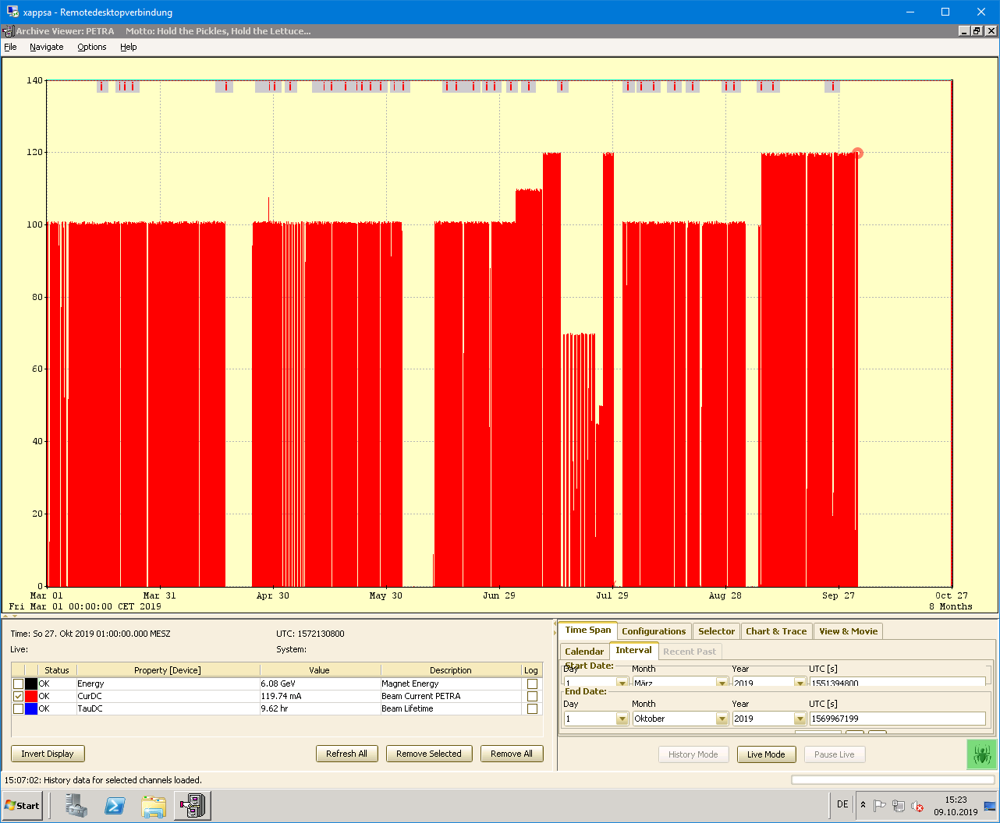 xappsa - Remotedesktopverbindung
Archive Viewer: PETRA Motto: Hold the Pickles, Hold the Lettuce...
File Navigate Options Help
140
i i i i i i i i i i i i i i i i i i i i i i i i i i i i i i i i i i i i
120
100
80
60
40
20
0
Mar 01 Mar 31 Apr 30 May 30 Jun 29 Jul 29 Aug 28 Sep 27 Oct 27
Fri Mar 01 00:00:00 CET 2019 8 Months
Time: So 27. Okt 2019 01:00:00.000 MESZ UTC: 1572130800
Live: System:
Status Property [Device] Value Description Log
OK Energy 6.08 GeV Magnet Energy
OK CurDC 119.74 mA Beam Current PETRA
OK TauDC 9.62 hr Beam Lifetime
Invert Display Refresh All Remove Selected Remove All
Time Span Configurations Selector Chart & Trace View & Movie
Calendar Interval Recent Past
Start Date:
Day Month Year UTC [s]
1 März 2019 1551394800
End Date:
Day Month Year UTC [s]
1 Oktober 2019 1569967199
History Mode Live Mode Pause Live
15:07:02: History data for selected channels loaded.
Start DE 15:23
09.10.2019